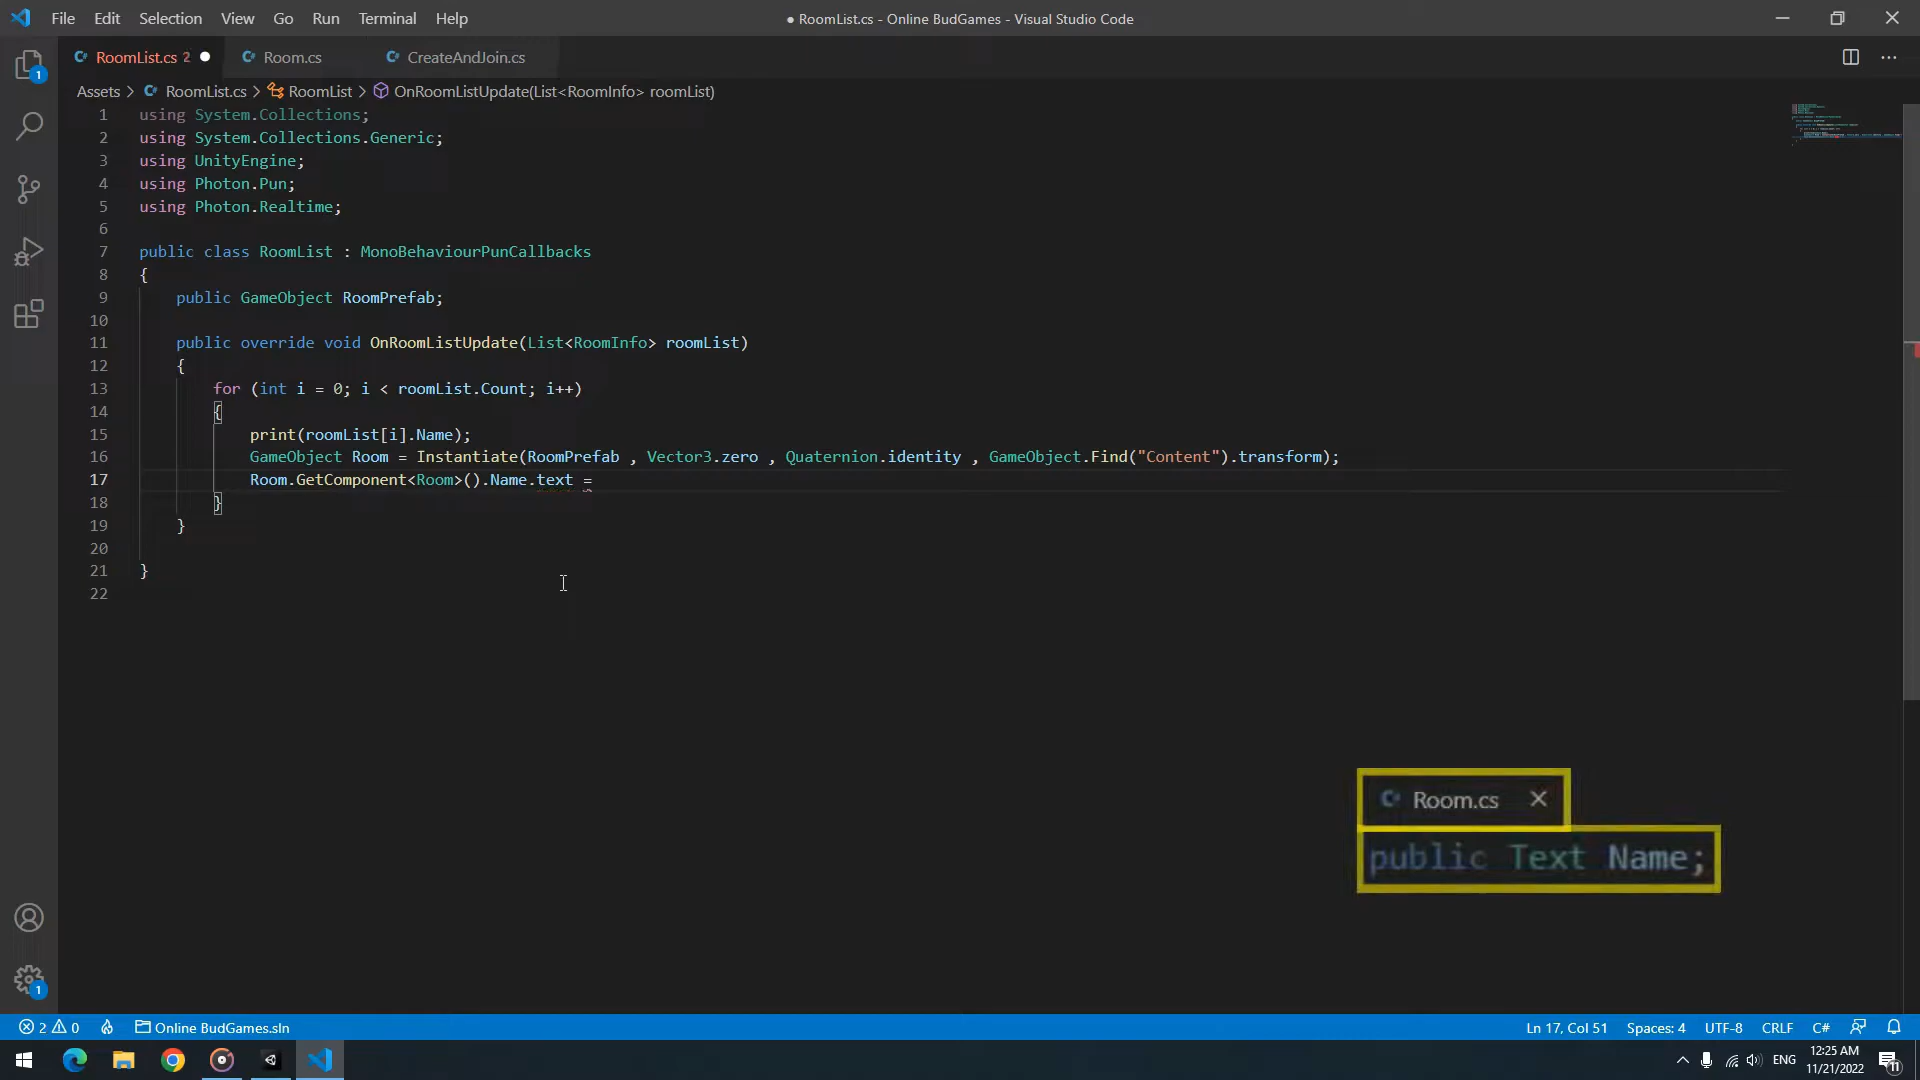 File Edit Selection View Go Run Terminal Help
● RoomList.cs - Online BudGames - Visual Studio Code
RoomList.cs 2
Room.cs
CreateAndJoin.cs
Assets > RoomList.cs > RoomList > OnRoomListUpdate(List<RoomInfo> roomList)
1 using System.Collections;
2 using System.Collections.Generic;
3 using UnityEngine;
4 using Photon.Pun;
5 using Photon.Realtime;
6
7 public class RoomList : MonoBehaviourPunCallbacks
8 {
9 public GameObject RoomPrefab;
10
11 public override void OnRoomListUpdate(List<RoomInfo> roomList)
12 {
13 for (int i = 0; i < roomList.Count; i++)
14 {
15 print(roomList[i].Name);
16 GameObject Room = Instantiate(RoomPrefab , Vector3.zero , Quaternion.identity , GameObject.Find("Content").transform);
17 Room.GetComponent<Room>().Name.text =
18 }
19 }
20
21 }
22
Room.cs
public Text Name;
1
1
2 0 Online BudGames.sln
Ln 17, Col 51 Spaces: 4 UTF-8 CRLF C#
ENG
12:25 AM
11/21/2022
11